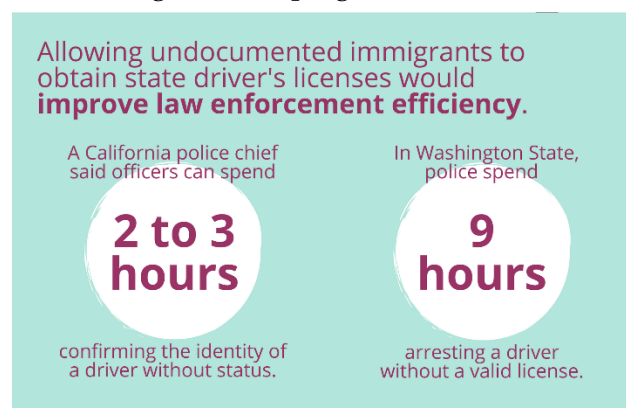 Allowing undocumented immigrants to
obtain state driver's licenses would
improve law enforcement efficiency.
A California police chief
said officers can spend
2 to 3
hours
confirming the identity of
a driver without status.
In Washington State,
police spend
9
hours
arresting a driver
without a valid license.